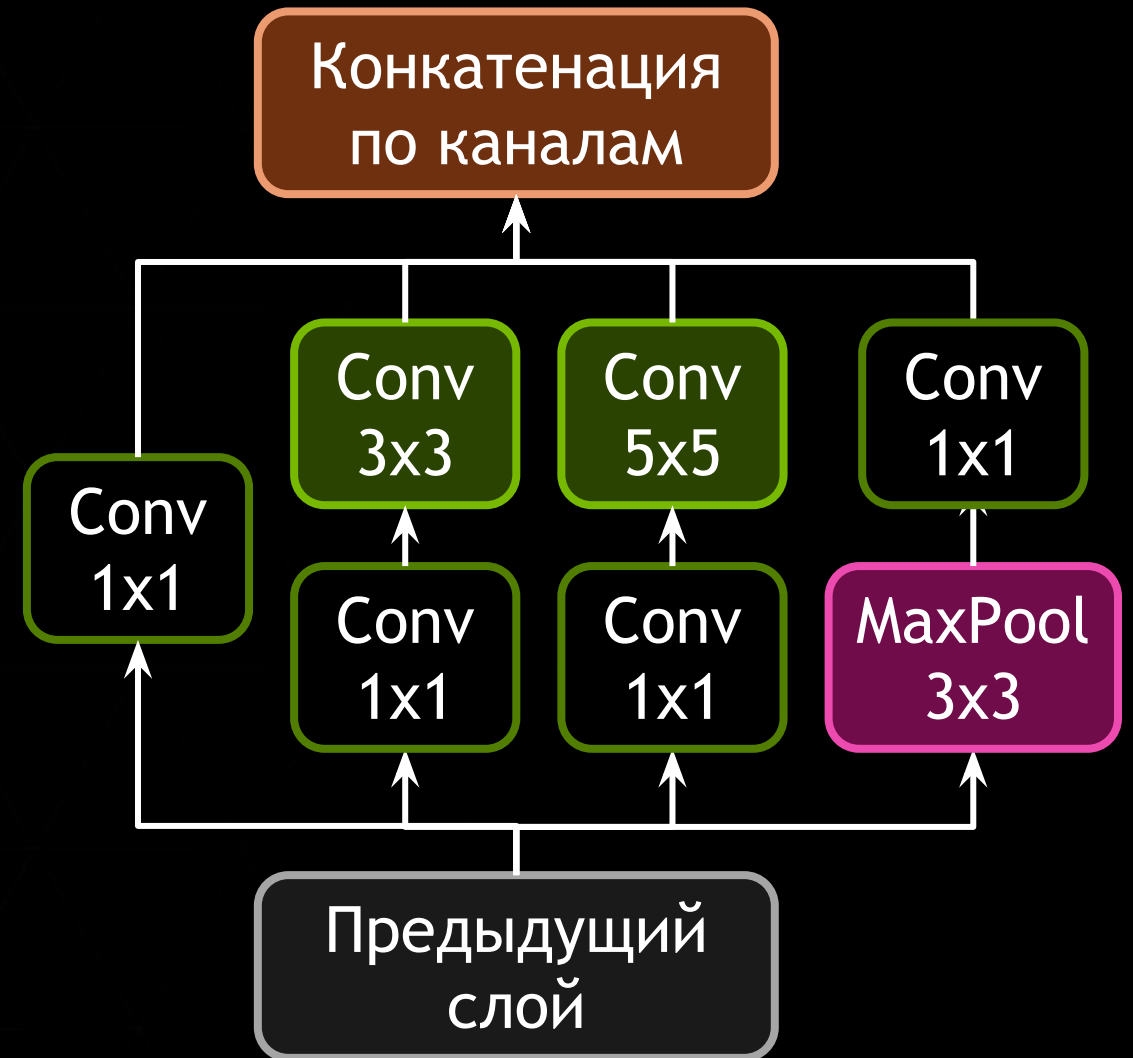 Конкатенация
по каналам
Conv
3x3
Conv
5x5
Conv
1x1
Conv
1x1
Conv
1x1
Conv
1x1
MaxPool
3x3
Предыдущий
слой